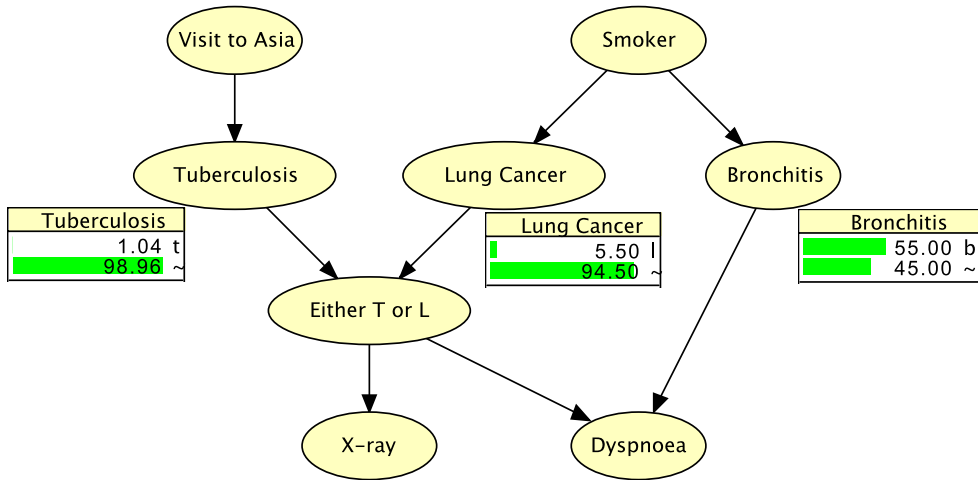 Visit to Asia
Smoker
Tuberculosis
Lung Cancer
Bronchitis
Tuberculosis
1.04 t
98.96 ~
Lung Cancer
5.50 l
94.50 ~
Bronchitis
55.00 b
45.00 ~
Either T or L
X-ray
Dyspnoea